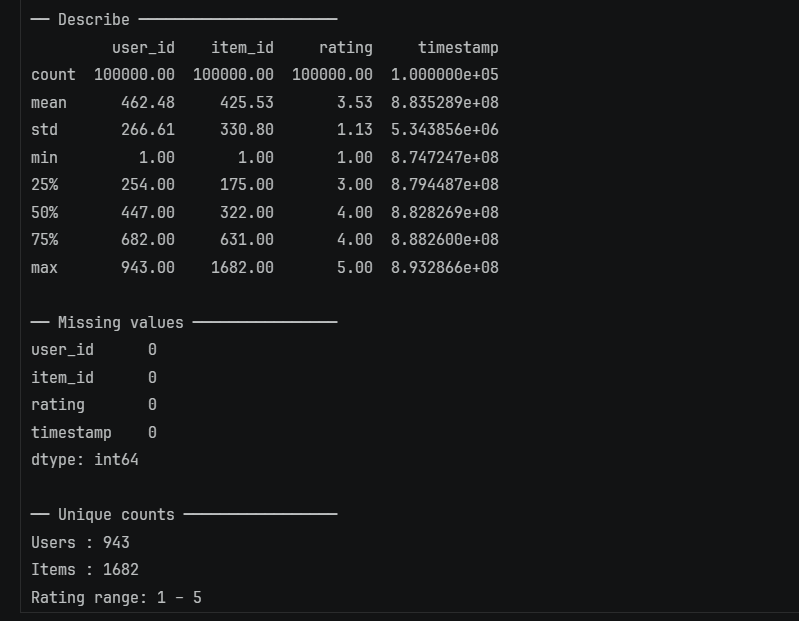 ── Describe ──────────────────────
user_id item_id rating timestamp
count 100000.00 100000.00 100000.00 1.000000e+05
mean 462.48 425.53 3.53 8.835289e+08
std 266.61 330.80 1.13 5.343856e+06
min 1.00 1.00 1.00 8.747247e+08
25% 254.00 175.00 3.00 8.794487e+08
50% 447.00 322.00 4.00 8.828269e+08
75% 682.00 631.00 4.00 8.882600e+08
max 943.00 1682.00 5.00 8.932866e+08
── Missing values ────────────────
user_id 0
item_id 0
rating 0
timestamp 0
dtype: int64
── Unique counts ─────────────────
Users : 943
Items : 1682
Rating range: 1 – 5